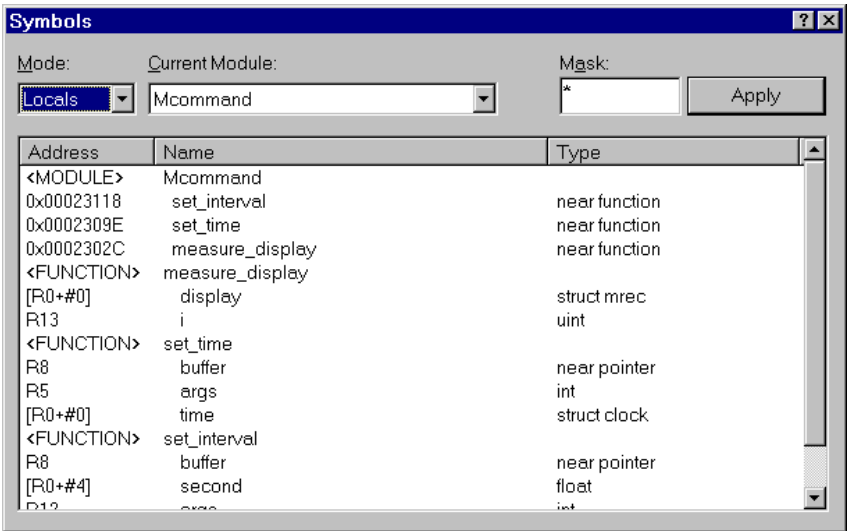 Symbols
Mode: Current Module: Mask:
Locals Mcommand * Apply
Address Name Type
<MODULE> Mcommand
0x00023118 set_interval near function
0x0002309E set_time near function
0x0002302C measure_display near function
<FUNCTION> measure_display
[R0+#0] display struct mrec
R13 i uint
<FUNCTION> set_time
R8 buffer near pointer
R5 args int
[R0+#0] time struct clock
<FUNCTION> set_interval
R8 buffer near pointer
[R0+#4] second float